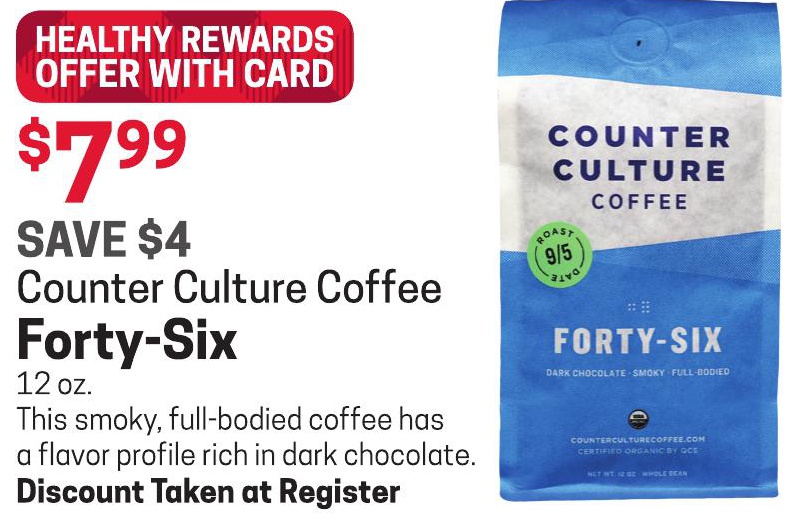 HEALTHY REWARDS
OFFER WITH CARD
$7.99
SAVE $4
Counter Culture Coffee
Forty-Six
12 oz.
This smoky, full-bodied coffee has
a flavor profile rich in dark chocolate.
Discount Taken at Register
COUNTER
CULTURE
COFFEE
ROAST
9/5
DATE
FORTY-SIX
DARK CHOCOLATE · SMOKY · FULL-BODIED
COUNTERCULTURECOFFEE.COM
CERTIFIED ORGANIC BY QCS
NET WT. 12 OZ · WHOLE BEAN